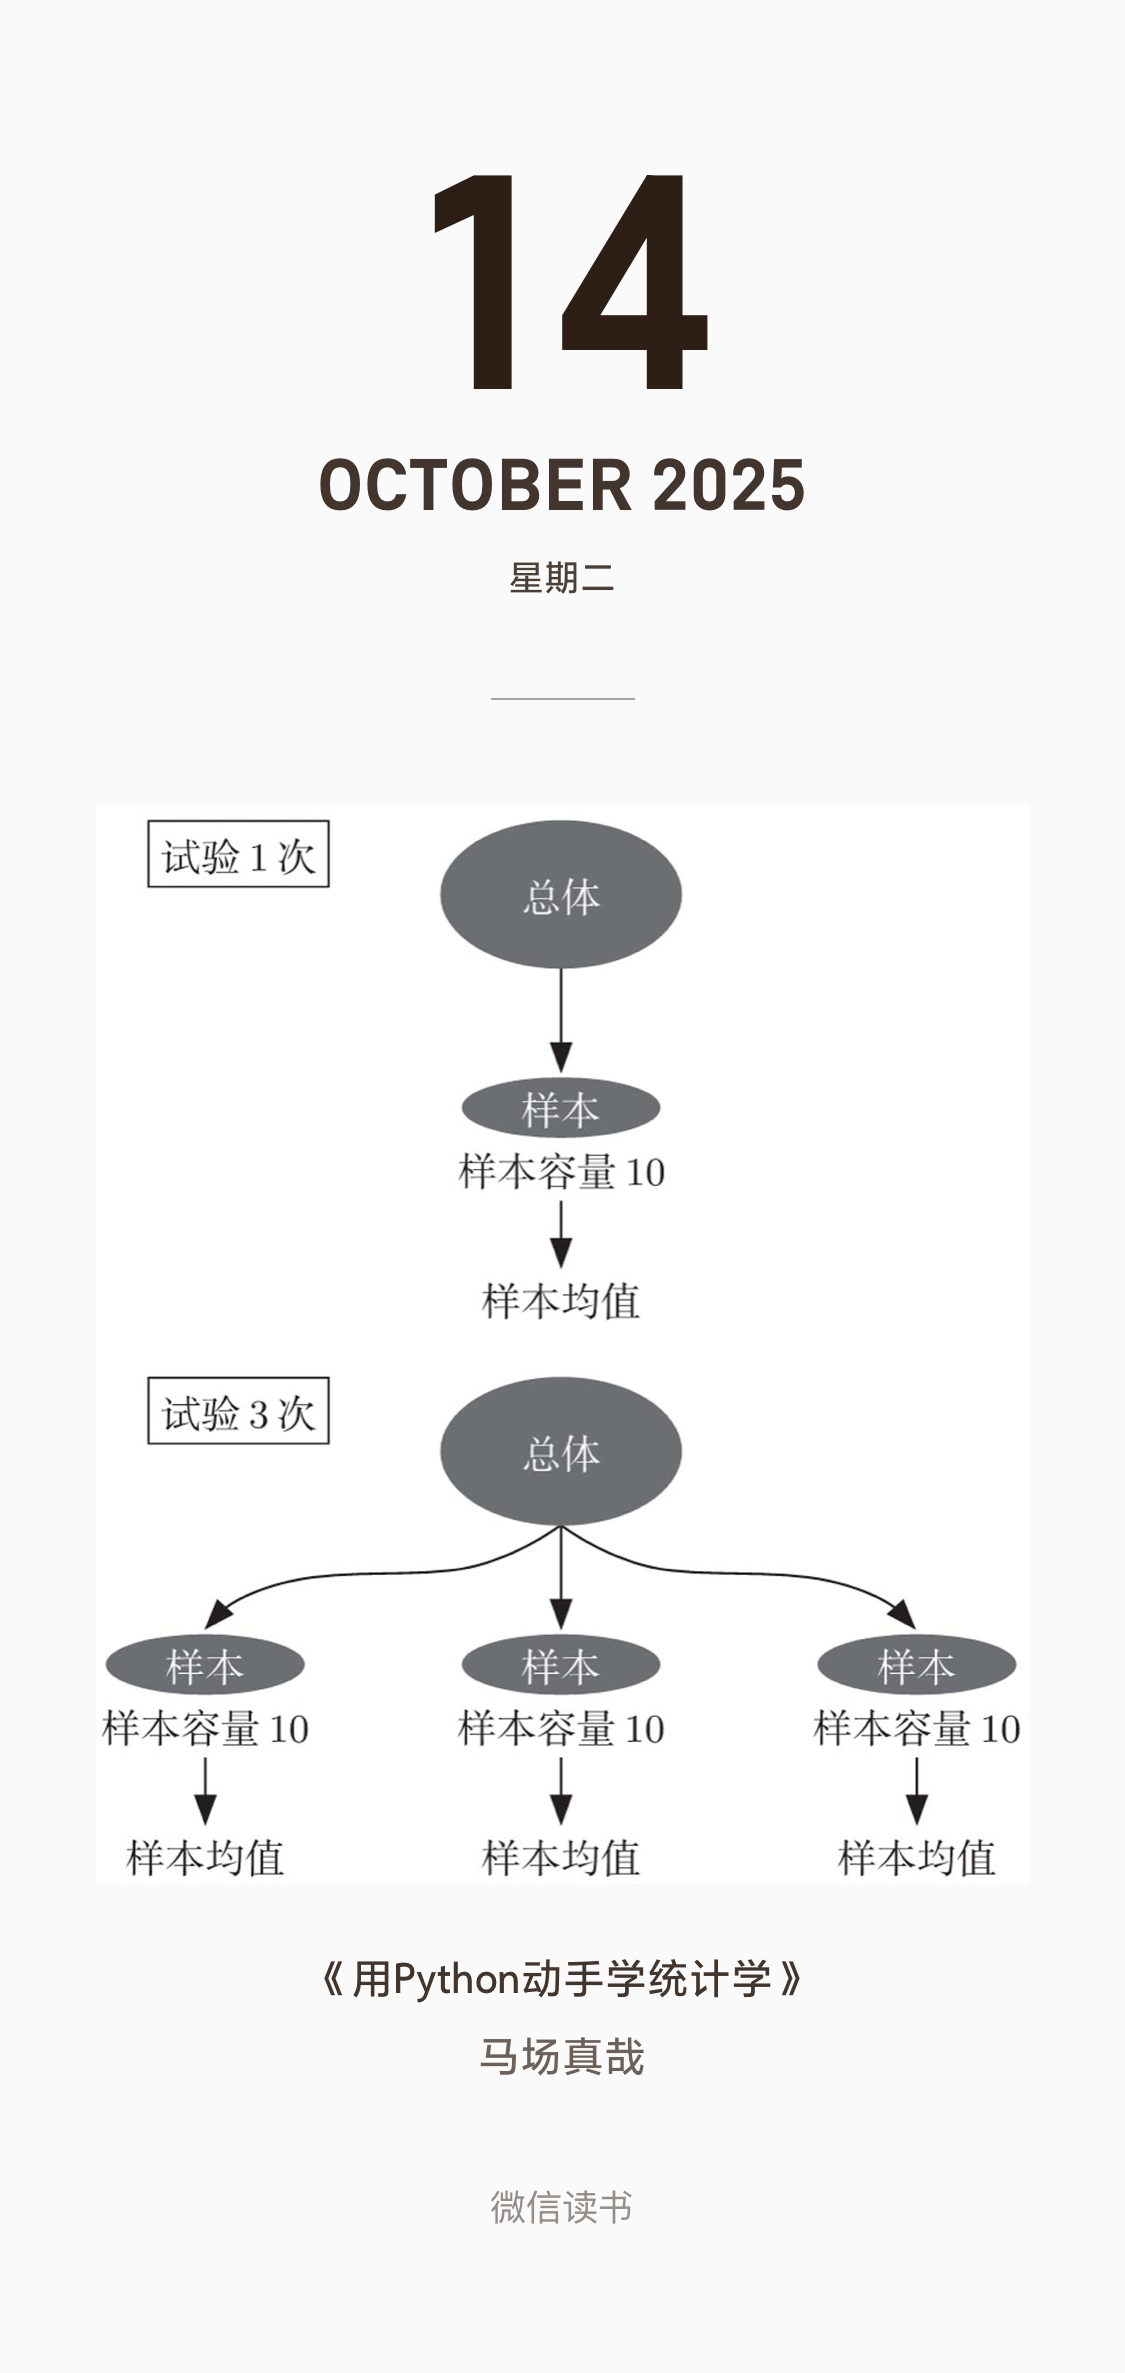 14
OCTOBER 2025
星期二
试验 1 次
总体
样本
样本容量 10
样本均值
试验 3 次
总体
样本 样本 样本
样本容量 10 样本容量 10 样本容量 10
样本均值 样本均值 样本均值
《用Python动手学统计学》
马场真哉
微信读书